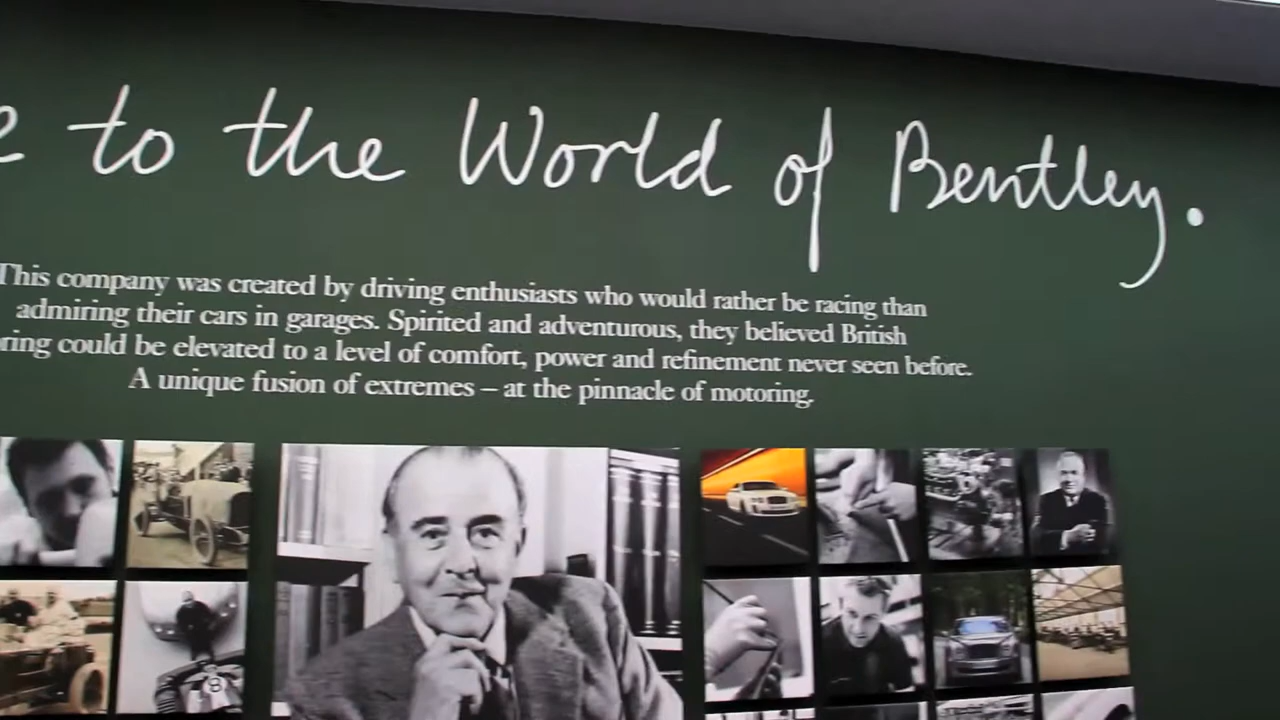 to the World of Bentley.
This company was created by driving enthusiasts who would rather be racing than
admiring their cars in garages. Spirited and adventurous, they believed British
could be elevated to a level of comfort, power and refinement never seen before.
A unique fusion of extremes – at the pinnacle of motoring.